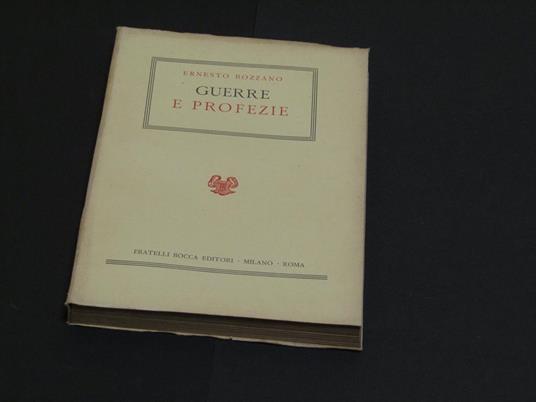 ERNESTO BOZZANO
GUERRE
E PROFEZIE
FRATELLI BOCCA EDITORI · MILANO · ROMA